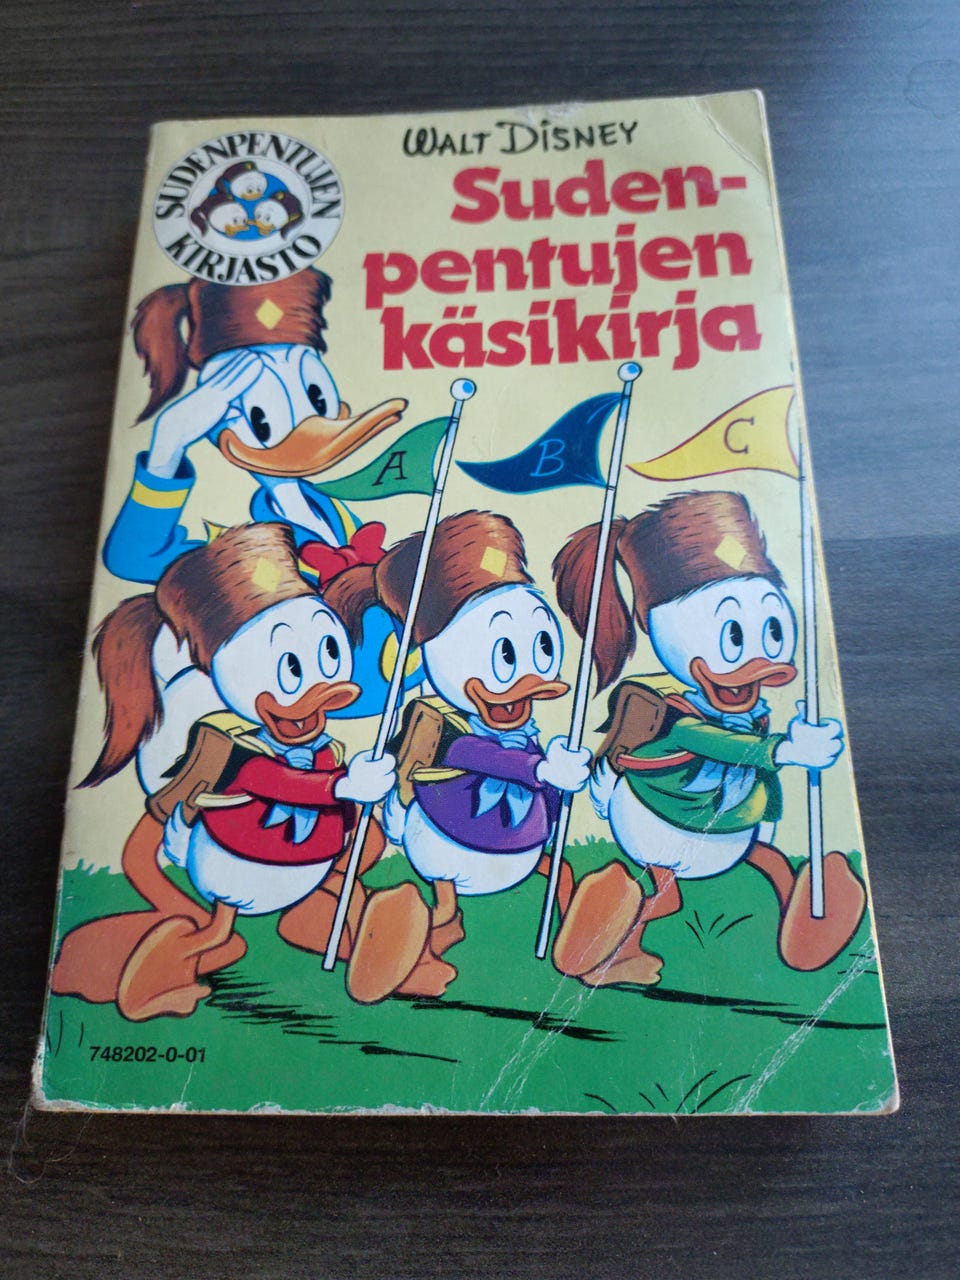 SUDENPENTUJEN
KIRJASTO
WALT DISNEY
Suden-
pentujen
käsikirja
A
B
C
748202-0-01